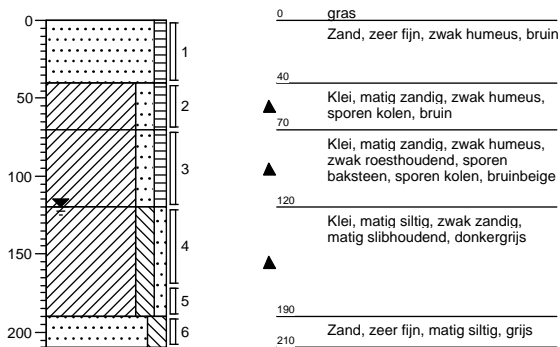 0
50
100
150
200
1
2
3
4
5
6
0
gras
Zand, zeer fijn, zwak humeus, bruin
40
Klei, matig zandig, zwak humeus,
sporen kolen, bruin
70
Klei, matig zandig, zwak humeus,
zwak roesthoudend, sporen
baksteen, sporen kolen, bruinbeige
120
Klei, matig siltig, zwak zandig,
matig slibhoudend, donkergrijs
190
Zand, zeer fijn, matig siltig, grijs
210